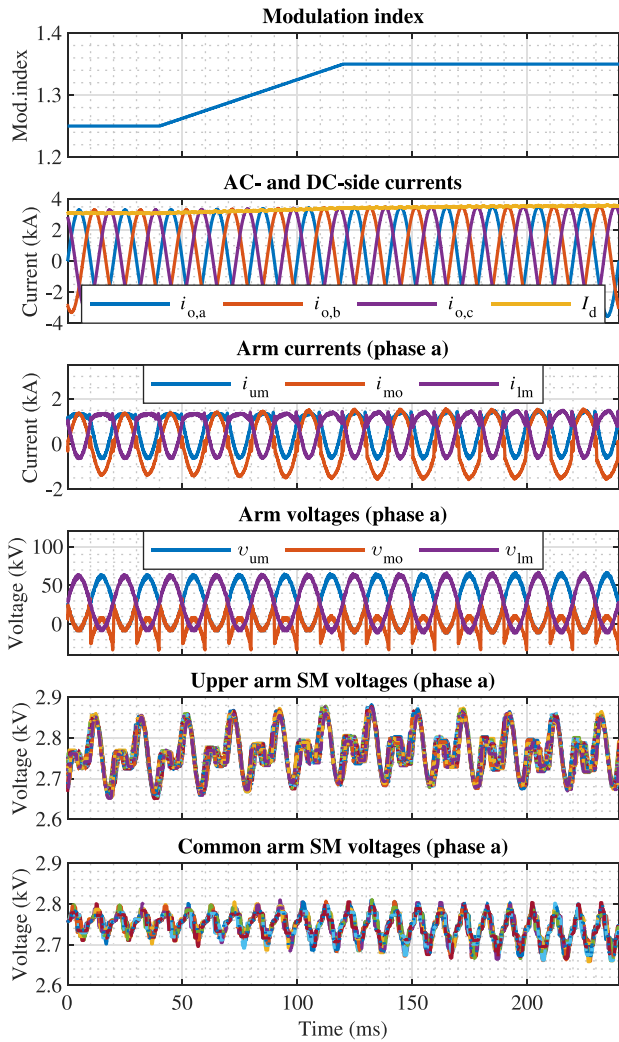 Modulation index
1.4
1.3
1.2
Mod.index
AC- and DC-side currents
4
2
0
-2
-4
Current (kA)
i_o,a i_o,b i_o,c I_d
Arm currents (phase a)
2
0
-2
Current (kA)
i_um i_mo i_lm
Arm voltages (phase a)
100
50
0
Voltage (kV)
v_um v_mo v_lm
Upper arm SM voltages (phase a)
2.9
2.8
2.7
2.6
Voltage (kV)
Common arm SM voltages (phase a)
2.9
2.8
2.7
2.6
Voltage (kV)
0 50 100 150 200
Time (ms)